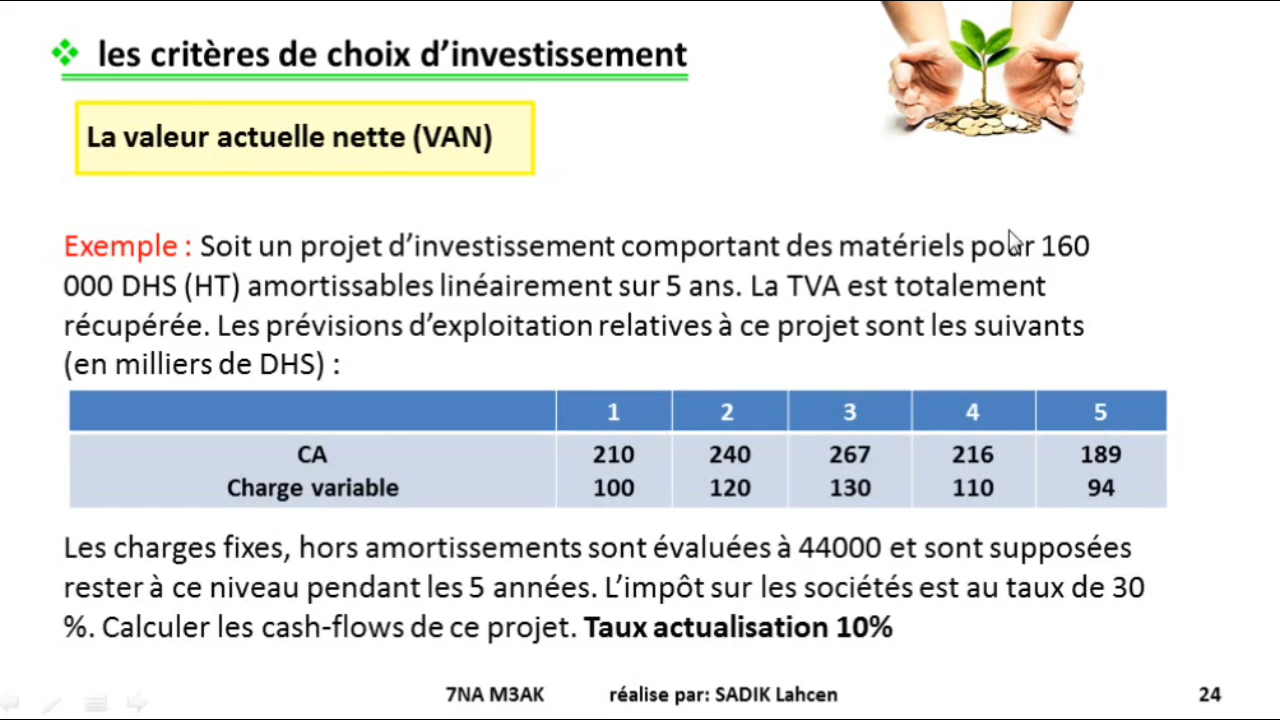 les critères de choix d’investissement
La valeur actuelle nette (VAN)
Exemple : Soit un projet d’investissement comportant des matériels pour 160
000 DHS (HT) amortissables linéairement sur 5 ans. La TVA est totalement
récupérée. Les prévisions d’exploitation relatives à ce projet sont les suivants
(en milliers de DHS) :
1 2 3 4 5
CA 210 240 267 216 189
Charge variable 100 120 130 110 94
Les charges fixes, hors amortissements sont évaluées à 44000 et sont supposées
rester à ce niveau pendant les 5 années. L’impôt sur les sociétés est au taux de 30
%. Calculer les cash-flows de ce projet. Taux actualisation 10%
7NA M3AK réalise par: SADIK Lahcen 24